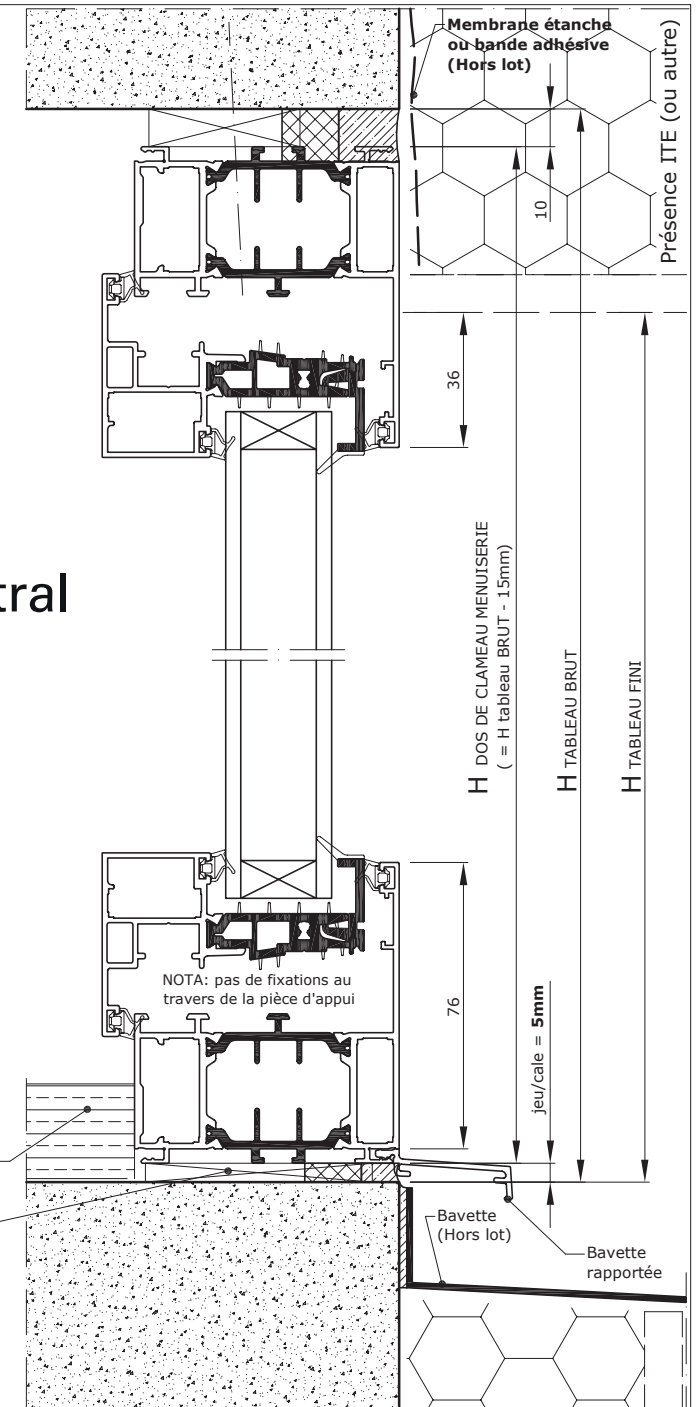 Membrane étanche
ou bande adhésive
(Hors lot)
Présence ITE (ou autre)
10
36
tral
H DOS DE CLAMEAU MENUISERIE
( = H tableau BRUT - 15mm)
H TABLEAU BRUT
H TABLEAU FINI
NOTA: pas de fixations au
travers de la pièce d'appui
76
jeu/cale = 5mm
Bavette
(Hors lot)
Bavette
rapportée